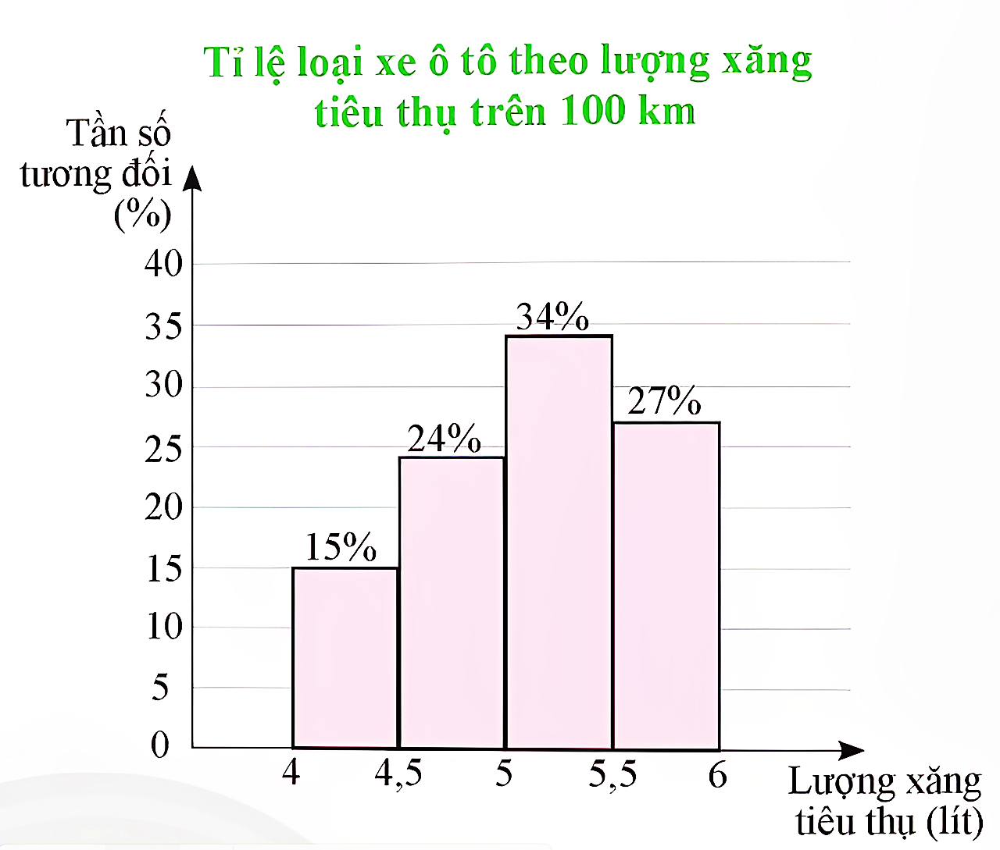 Tỉ lệ loại xe ô tô theo lượng xăng
tiêu thụ trên 100 km
Tần số
tương đối
(%)
40
35
30
25
20
15
10
5
0
34%
27%
24%
15%
4 4,5 5 5,5 6
Lượng xăng
tiêu thụ (lít)